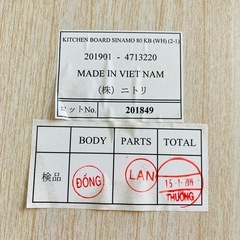 KITCHEN BOARD SINAMO 80 KB (WH) (2-1)
201901 - 4713220
MADE IN VIET NAM
(株) ニトリ
ロットNo. 201849
BODY PARTS TOTAL
検品 ĐÔNG LAN
THƯƠNG